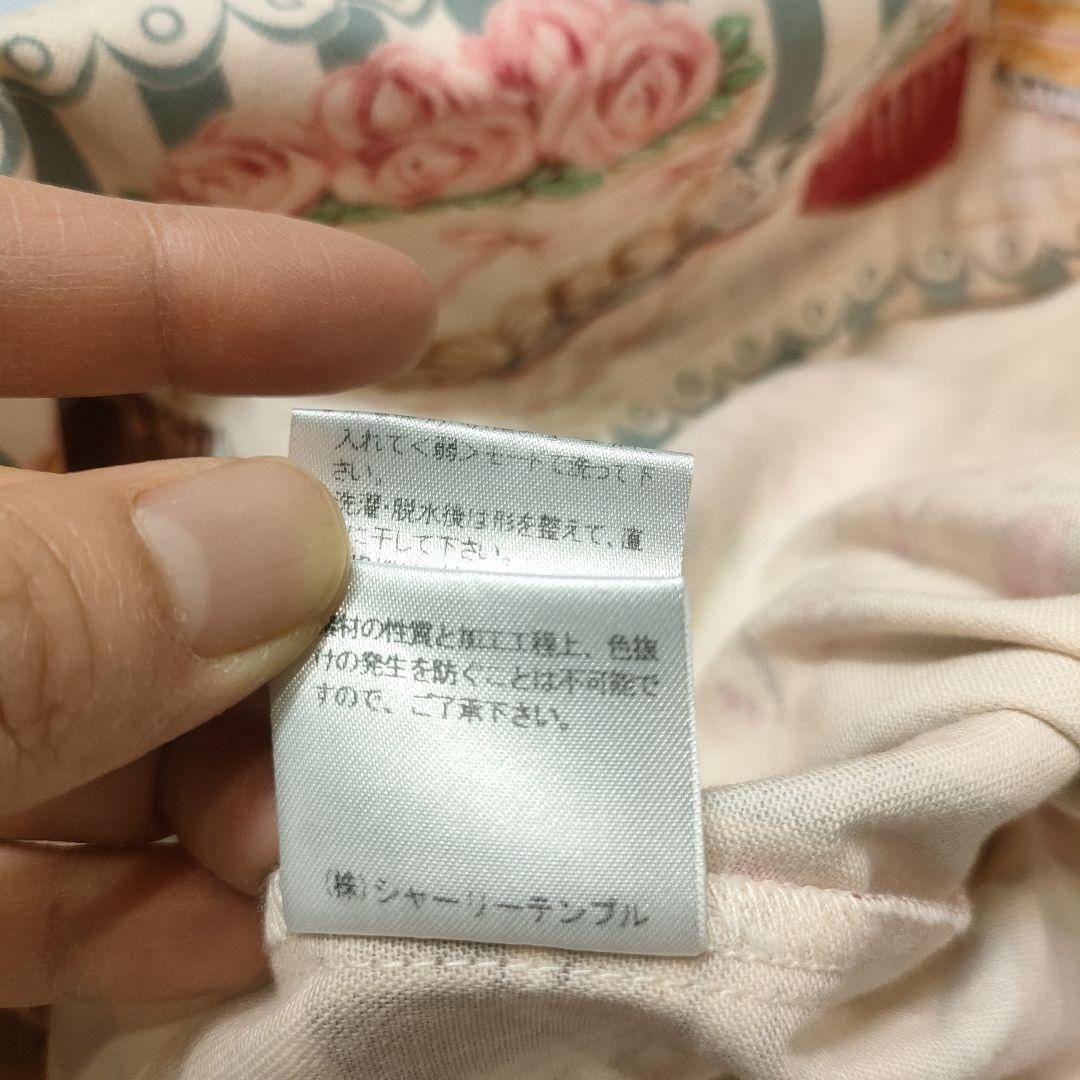 入れてく弱>モードで洗って下
さい。
洗濯・脱水後は形を整えて、直
に干して下さい。
素材の性質と加工工程上、色抜
けの発生を防ぐことは不可能で
すので、ご了承下さい。
(株)シャーリーテンプル